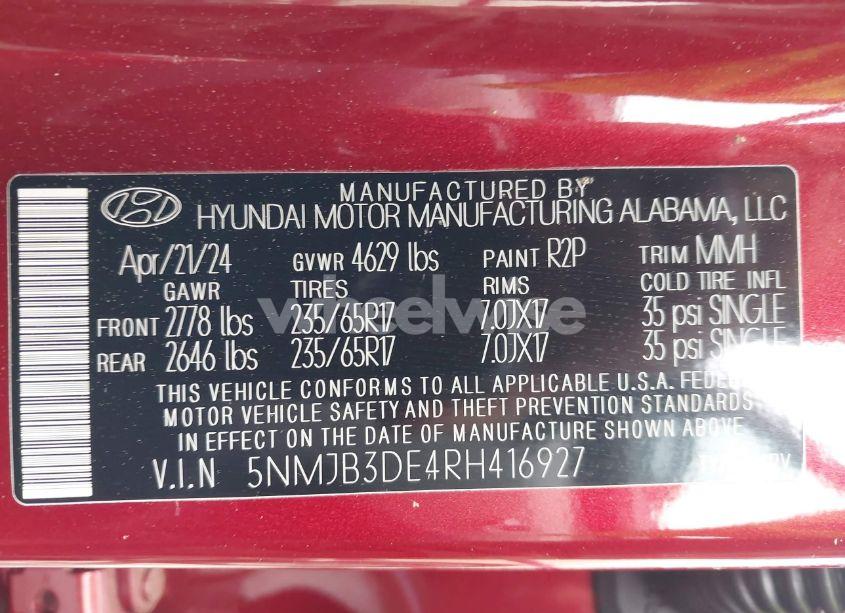 MANUFACTURED BY
HYUNDAI MOTOR MANUFACTURING ALABAMA, LLC
Apr/21/24 GVWR 4629 lbs PAINT R2P TRIM MMH
GAWR TIRES RIMS COLD TIRE INFL
FRONT 2778 lbs 235/65R17 7.0JX17 35 psi SINGLE
REAR 2646 lbs 235/65R17 7.0JX17 35 psi SINGLE
THIS VEHICLE CONFORMS TO ALL APPLICABLE U.S.A.
MOTOR VEHICLE SAFETY AND THEFT PREVENTION STANDARDS
IN EFFECT ON THE DATE OF MANUFACTURE SHOWN ABOVE
V.I.N 5NMJB3DE4RH416927